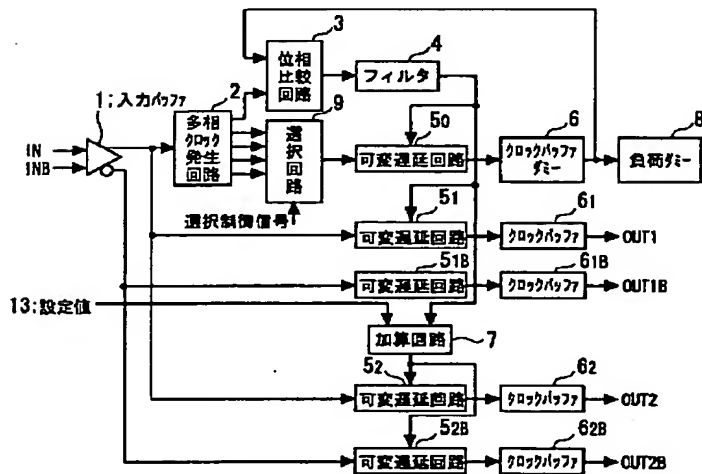 3
位相
比較
回路
4
フィルタ
1;入力バッファ
2
多相
クロック
発生
回路
9
選択
回路
選択制御信号
IN
INB
50
可変遅延回路
6
クロックバッファ
ダミー
8
負荷ダミー
51
可変遅延回路
61
クロックバッファ
OUT1
51B
可変遅延回路
61B
クロックバッファ
OUT1B
13;設定値
加算回路
7
52
可変遅延回路
62
クロックバッファ
OUT2
52B
可変遅延回路
62B
クロックバッファ
OUT2B